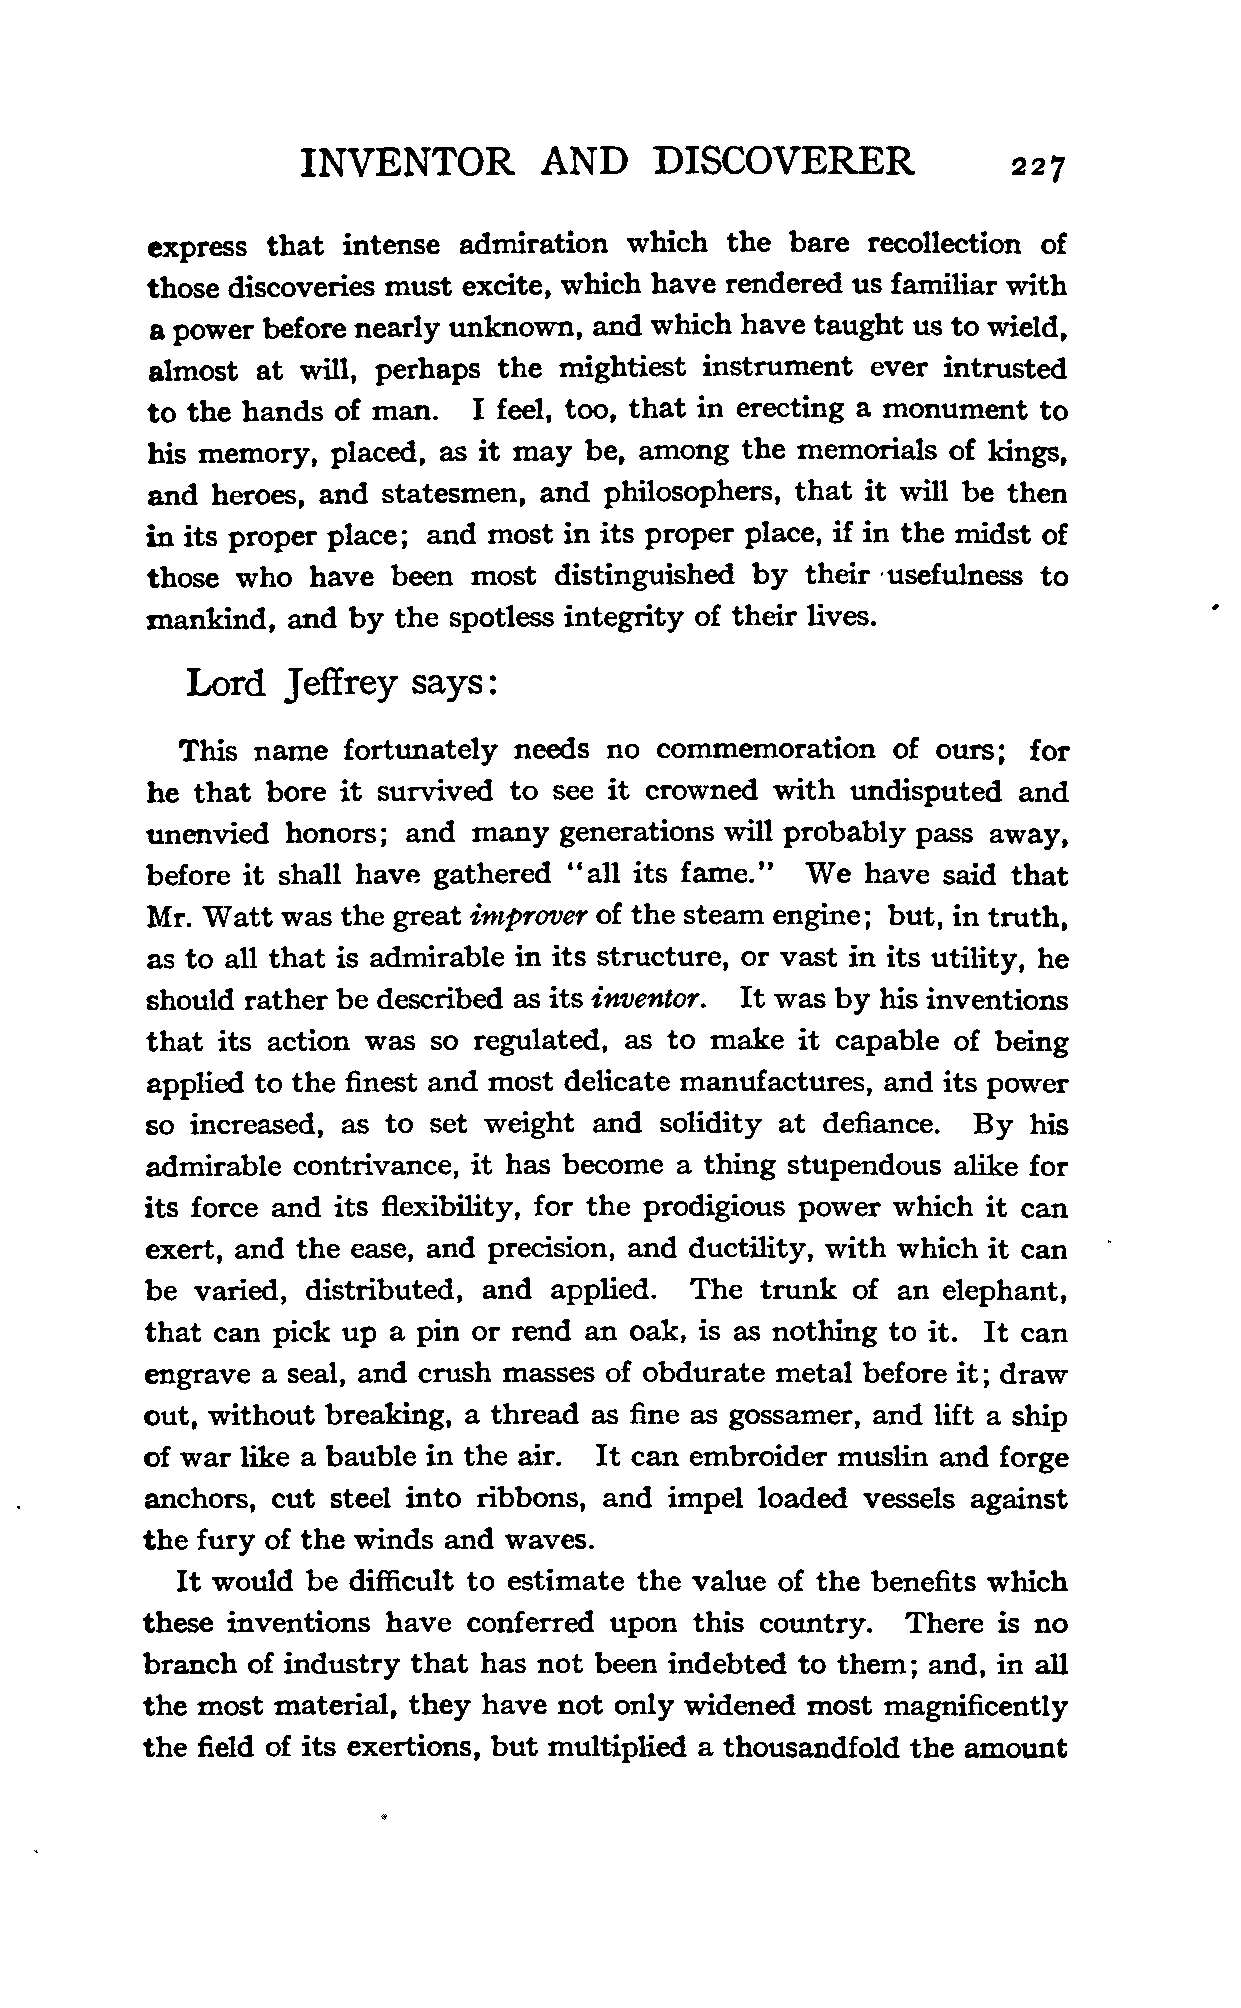 INVENTOR AND DISCOVERER 227
express that intense admiration which the bare recollection of
those discoveries must excite, which have rendered us familiar with
a power before nearly unknown, and which have taught us to wield,
almost at will, perhaps the mightiest instrument ever intrusted
to the hands of man. I feel, too, that in erecting a monument to
his memory, placed, as it may be, among the memorials of kings,
and heroes, and statesmen, and philosophers, that it will be then
in its proper place; and most in its proper place, if in the midst of
those who have been most distinguished by their usefulness to
mankind, and by the spotless integrity of their lives.
Lord Jeffrey says:
This name fortunately needs no commemoration of ours; for
he that bore it survived to see it crowned with undisputed and
unenvied honors; and many generations will probably pass away,
before it shall have gathered "all its fame." We have said that
Mr. Watt was the great improver of the steam engine; but, in truth,
as to all that is admirable in its structure, or vast in its utility, he
should rather be described as its inventor. It was by his inventions
that its action was so regulated, as to make it capable of being
applied to the finest and most delicate manufactures, and its power
so increased, as to set weight and solidity at defiance. By his
admirable contrivance, it has become a thing stupendous alike for
its force and its flexibility, for the prodigious power which it can
exert, and the ease, and precision, and ductility, with which it can
be varied, distributed, and applied. The trunk of an elephant,
that can pick up a pin or rend an oak, is as nothing to it. It can
engrave a seal, and crush masses of obdurate metal before it; draw
out, without breaking, a thread as fine as gossamer, and lift a ship
of war like a bauble in the air. It can embroider muslin and forge
anchors, cut steel into ribbons, and impel loaded vessels against
the fury of the winds and waves.
It would be difficult to estimate the value of the benefits which
these inventions have conferred upon this country. There is no
branch of industry that has not been indebted to them; and, in all
the most material, they have not only widened most magnificently
the field of its exertions, but multiplied a thousandfold the amount